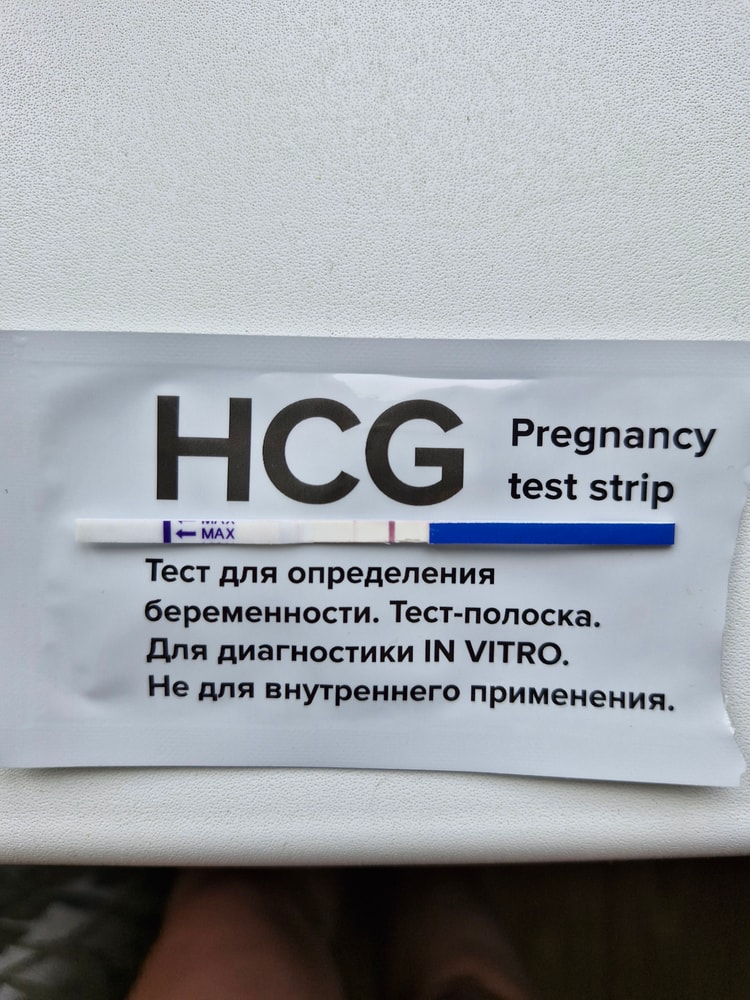 HCG
Pregnancy
test strip
MAX
← MAX
Тест для определения
беременности. Тест-полоска.
Для диагностики IN VITRO.
Не для внутреннего применения.